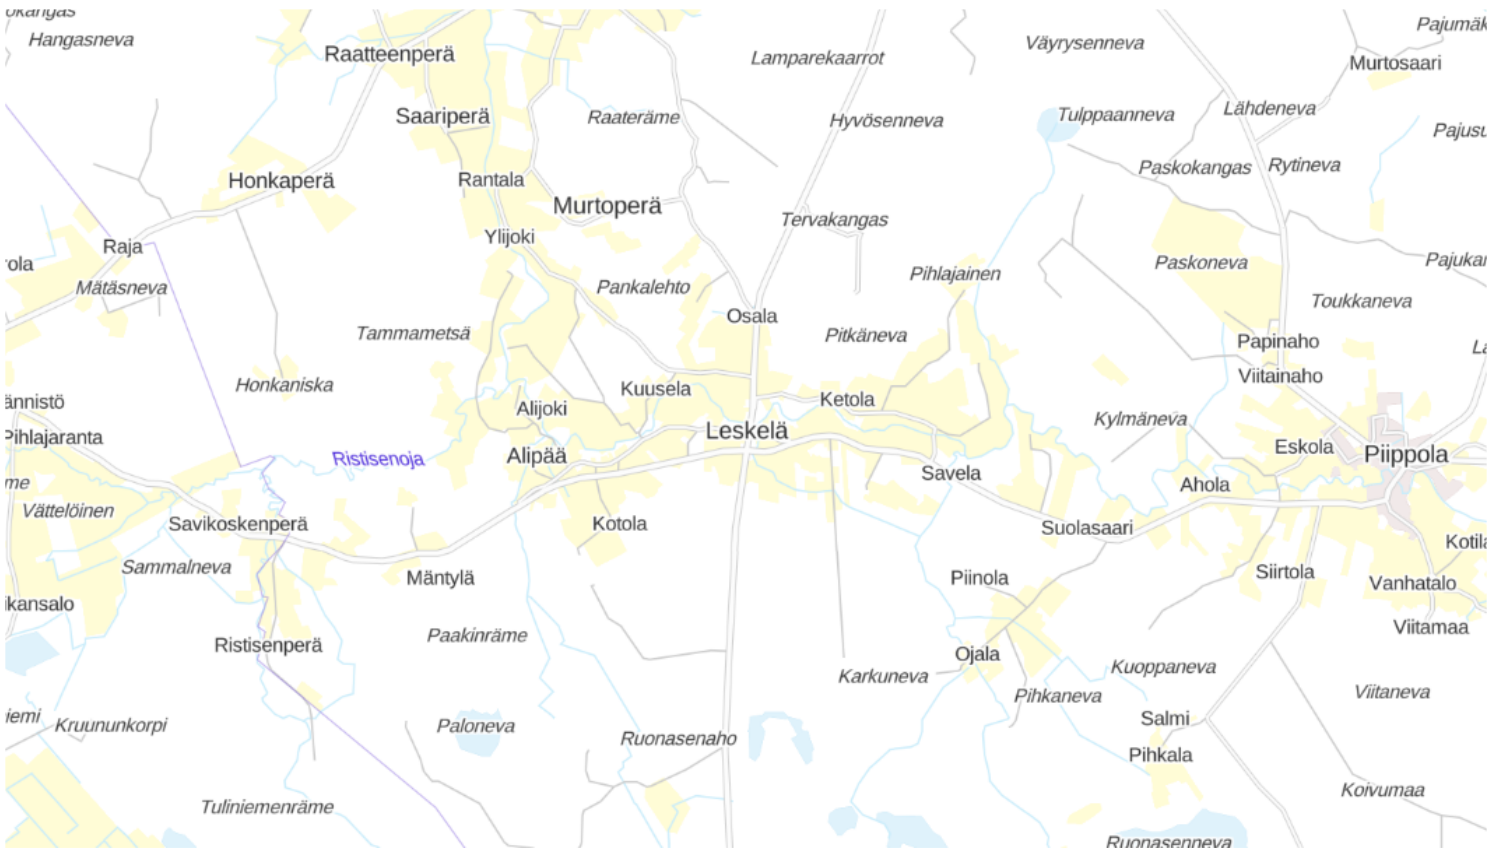 Hangasneva
Raatteenperä
Lamparekaarrot
Väyrysenneva
Murtosaari
Saariperä
Raateräme
Hyvösenneva
Tulppaanneva
Lähdeneva
Paskokangas
Rytineva
Honkaperä
Rantala
Murtoperä
Tervakangas
Raja
Ylijoki
Mätäsneva
Pankalehto
Pihlajainen
Paskoneva
Toukkaneva
Osala
Tammametsä
Pitkäneva
Papinaho
Viitainaho
Honkaniska
Kuusela
Ketola
Alijoki
Kylmäneva
Pihlajaranta
Leskelä
Eskola
Piippola
Ristisenoja
Alipää
Savela
Ahola
Vättelöinen
Savikoskenperä
Kotola
Suolasaari
Sammalneva
Mäntylä
Piinola
Siirtola
Vanhatalo
Viitamaa
Ristisenperä
Paakinräme
Ojala
Karkuneva
Kuoppaneva
Pihkaneva
Viitaneva
Kruununkorpi
Paloneva
Ruonasenaho
Salmi
Pihkala
Tuliniemenräme
Koivumaa
Ruonasenneva